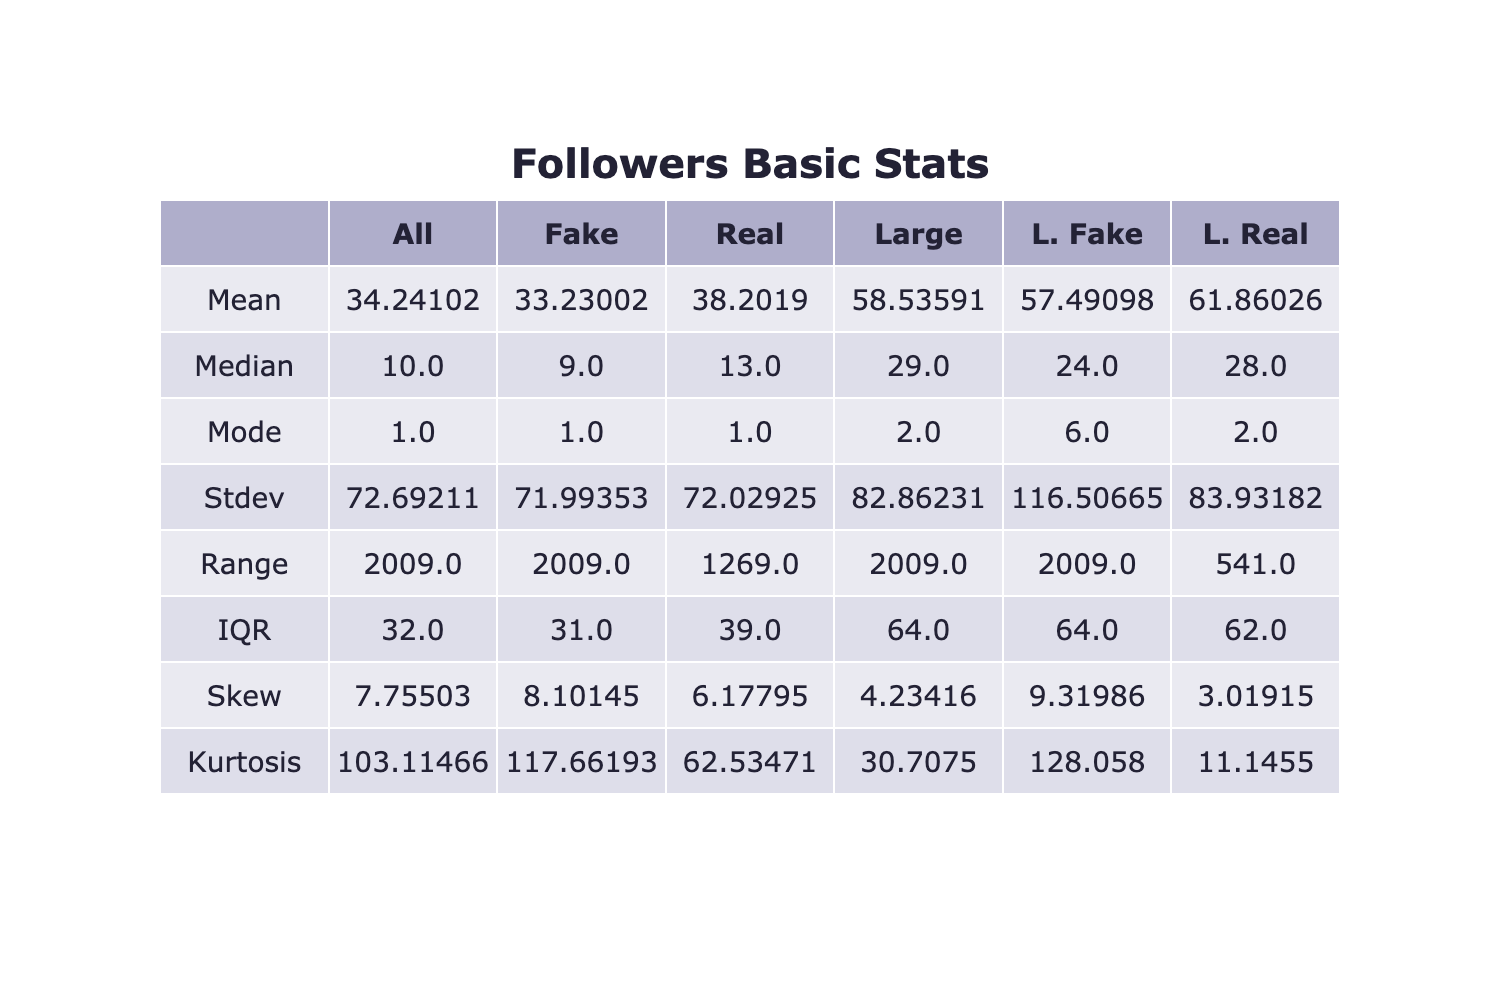 Followers Basic Stats
All Fake Real Large L. Fake L. Real
Mean 34.24102 33.23002 38.2019 58.53591 57.49098 61.86026
Median 10.0 9.0 13.0 29.0 24.0 28.0
Mode 1.0 1.0 1.0 2.0 6.0 2.0
Stdev 72.69211 71.99353 72.02925 82.86231 116.50665 83.93182
Range 2009.0 2009.0 1269.0 2009.0 2009.0 541.0
IQR 32.0 31.0 39.0 64.0 64.0 62.0
Skew 7.75503 8.10145 6.17795 4.23416 9.31986 3.01915
Kurtosis 103.11466 117.66193 62.53471 30.7075 128.058 11.1455